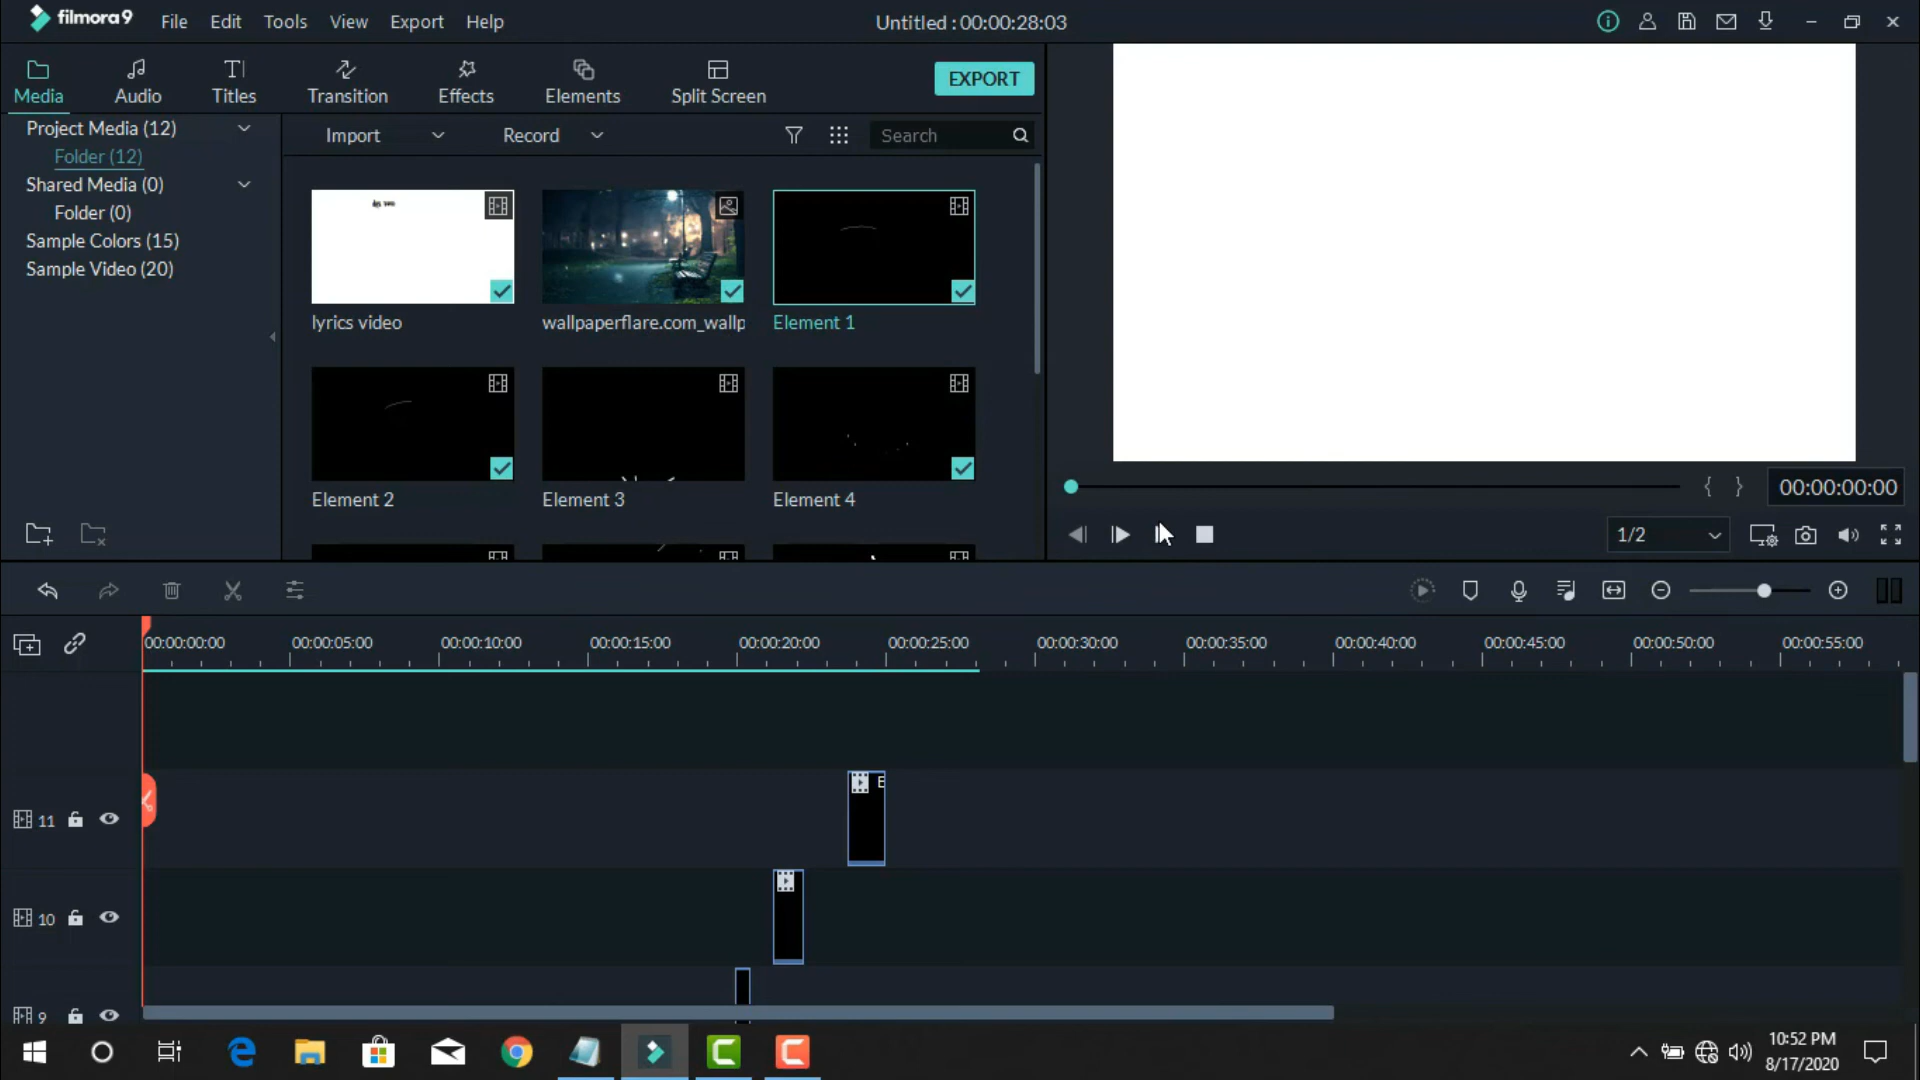 filmora9 File Edit Tools View Export Help Untitled : 00:00:28:03
Media Audio Titles Transition Effects Elements Split Screen EXPORT
Project Media (12)
Folder (12)
Shared Media (0)
Folder (0)
Sample Colors (15)
Sample Video (20)
Import Record Search
lyrics video wallpaperflare.com_wallp Element 1
Element 2 Element 3 Element 4
00:00:00:00
1/2
00:00:00:00 00:00:05:00 00:00:10:00 00:00:15:00 00:00:20:00 00:00:25:00 00:00:30:00 00:00:35:00 00:00:40:00 00:00:45:00 00:00:50:00 00:00:55:00
11
E
10
9
10:52 PM
8/17/2020